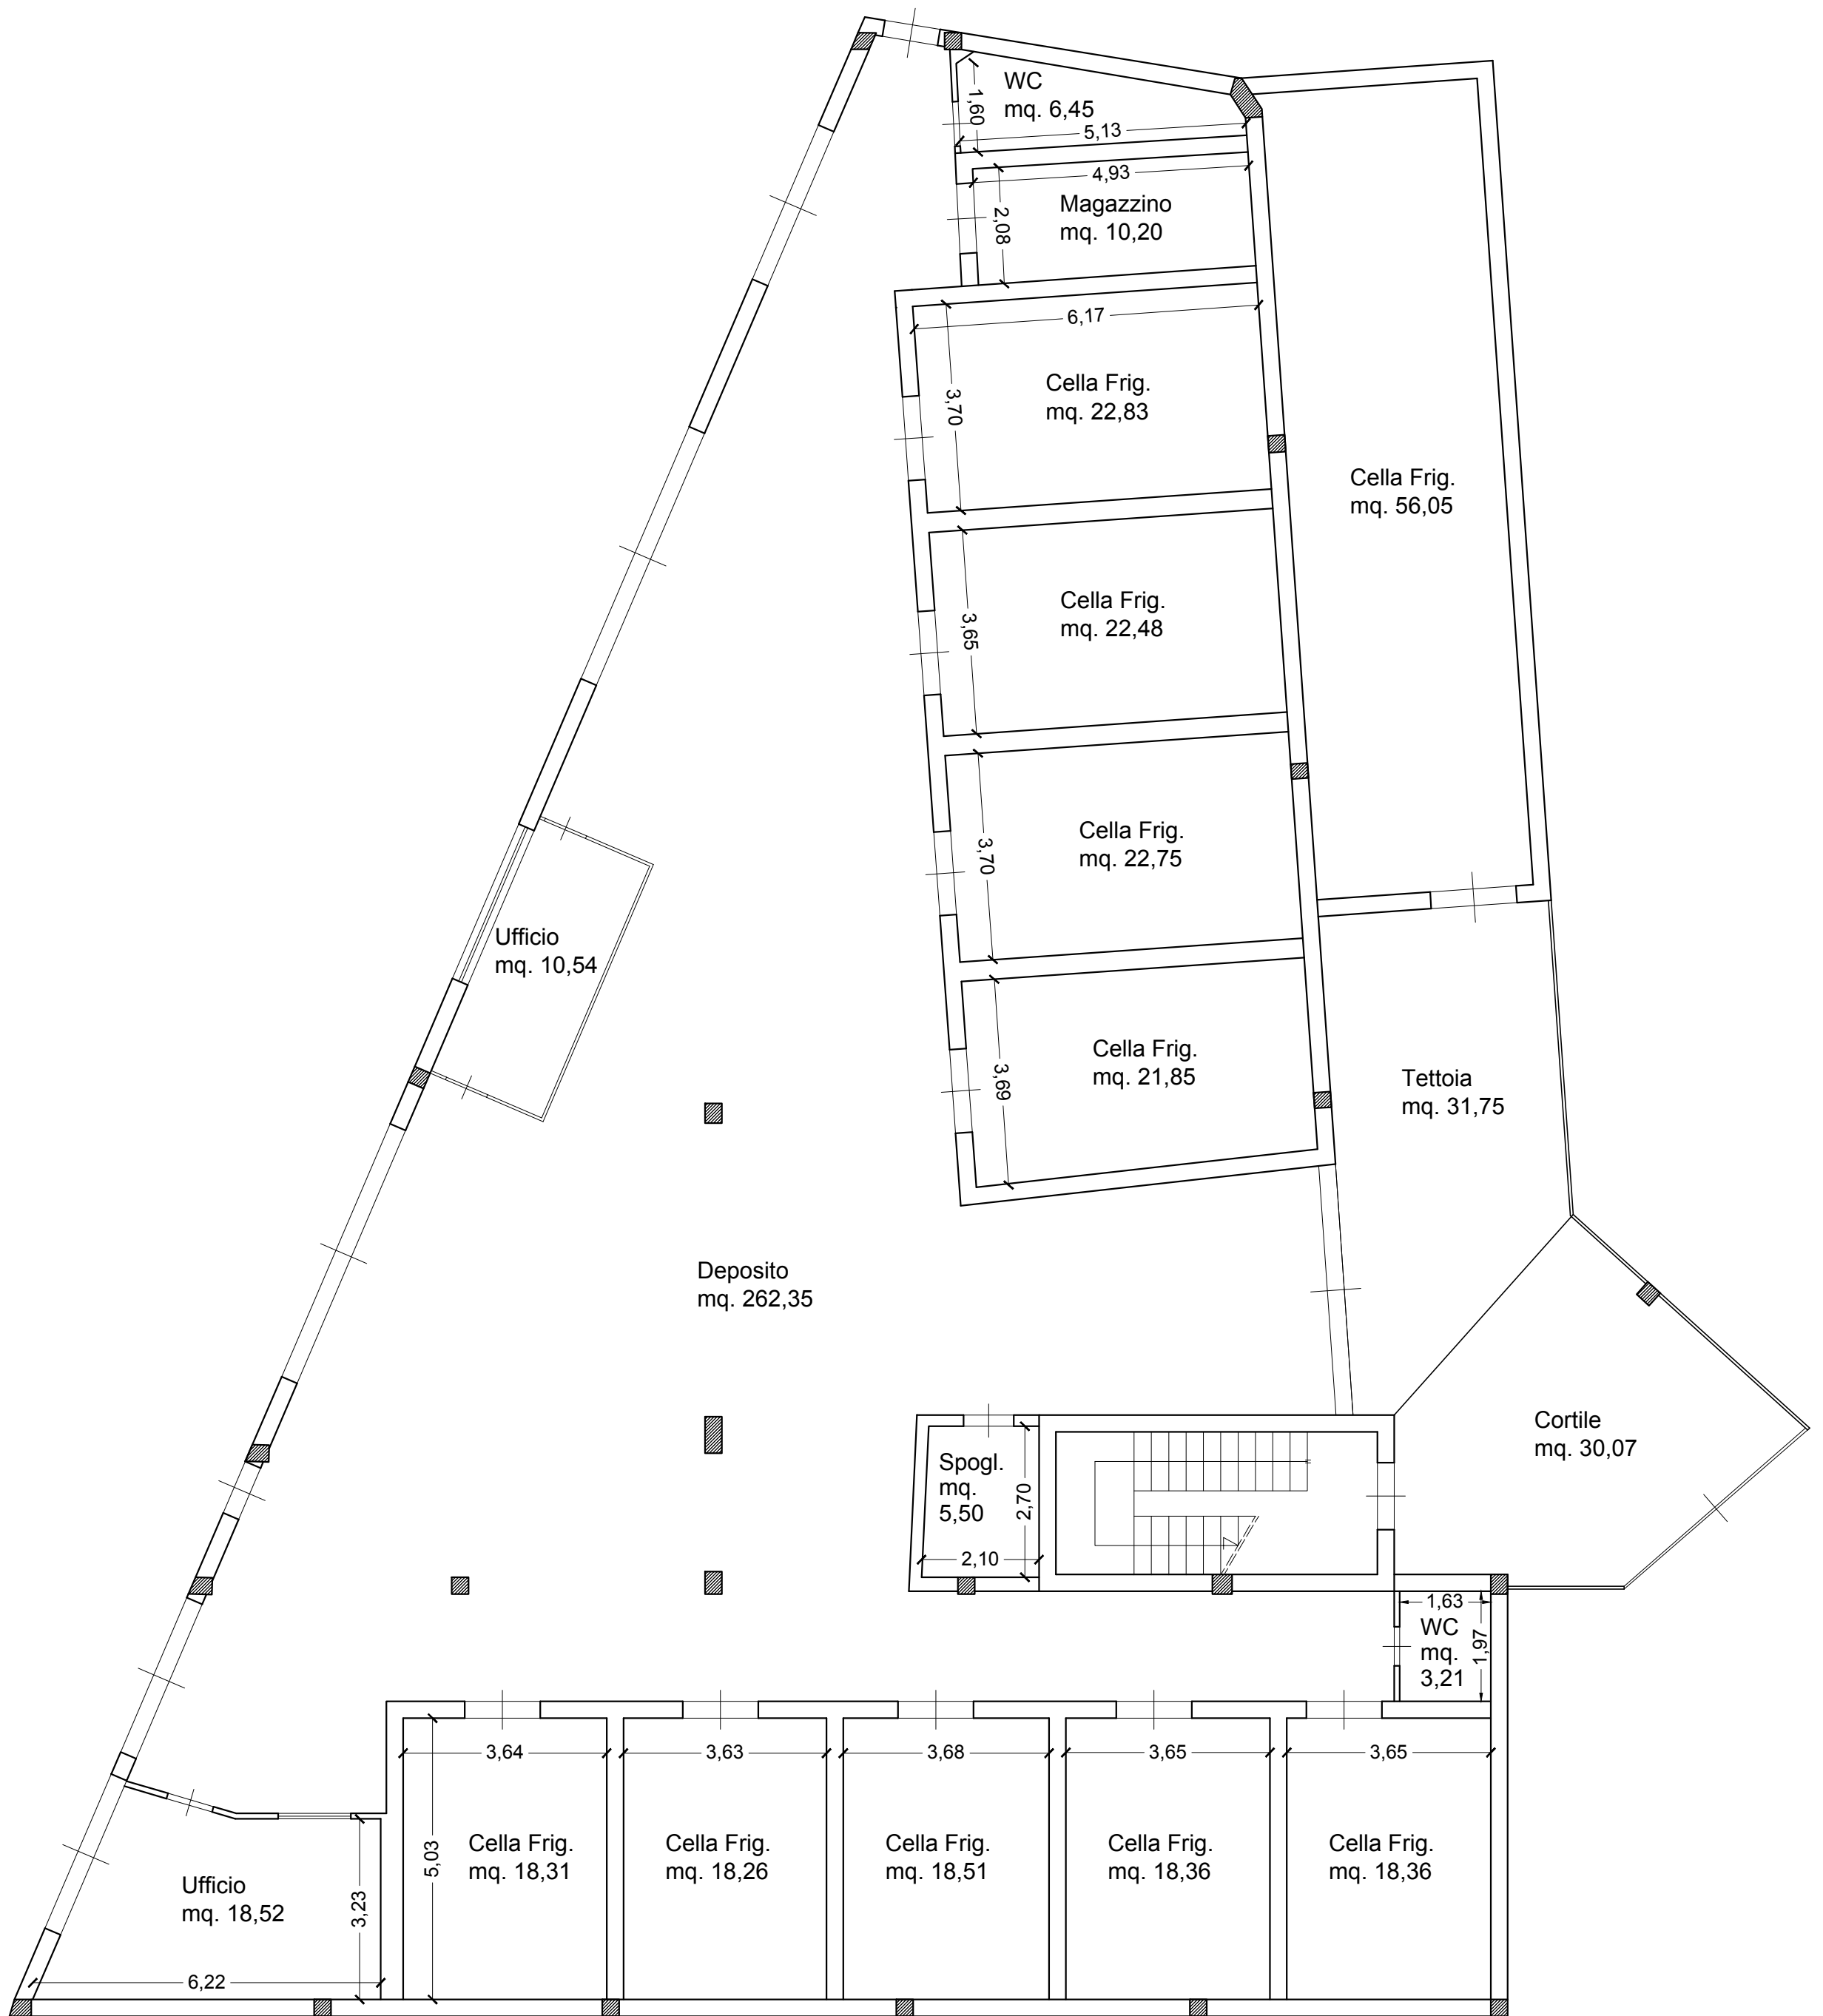 WC
mq. 6,45
1,60
5,13
4,93
Magazzino
mq. 10,20
2,08
6,17
Cella Frig.
mq. 22,83
3,70
Cella Frig.
mq. 56,05
Cella Frig.
mq. 22,48
3,65
Cella Frig.
mq. 22,75
3,70
Ufficio
mq. 10,54
Cella Frig.
mq. 21,85
3,69
Tettoia
mq. 31,75
Deposito
mq. 262,35
Cortile
mq. 30,07
Spogl.
mq.
5,50
2,70
2,10
1,63
WC
mq.
3,21
1,97
3,64
3,63
3,68
3,65
3,65
5,03
Cella Frig.
mq. 18,31
Cella Frig.
mq. 18,26
Cella Frig.
mq. 18,51
Cella Frig.
mq. 18,36
Cella Frig.
mq. 18,36
Ufficio
mq. 18,52
3,23
6,22